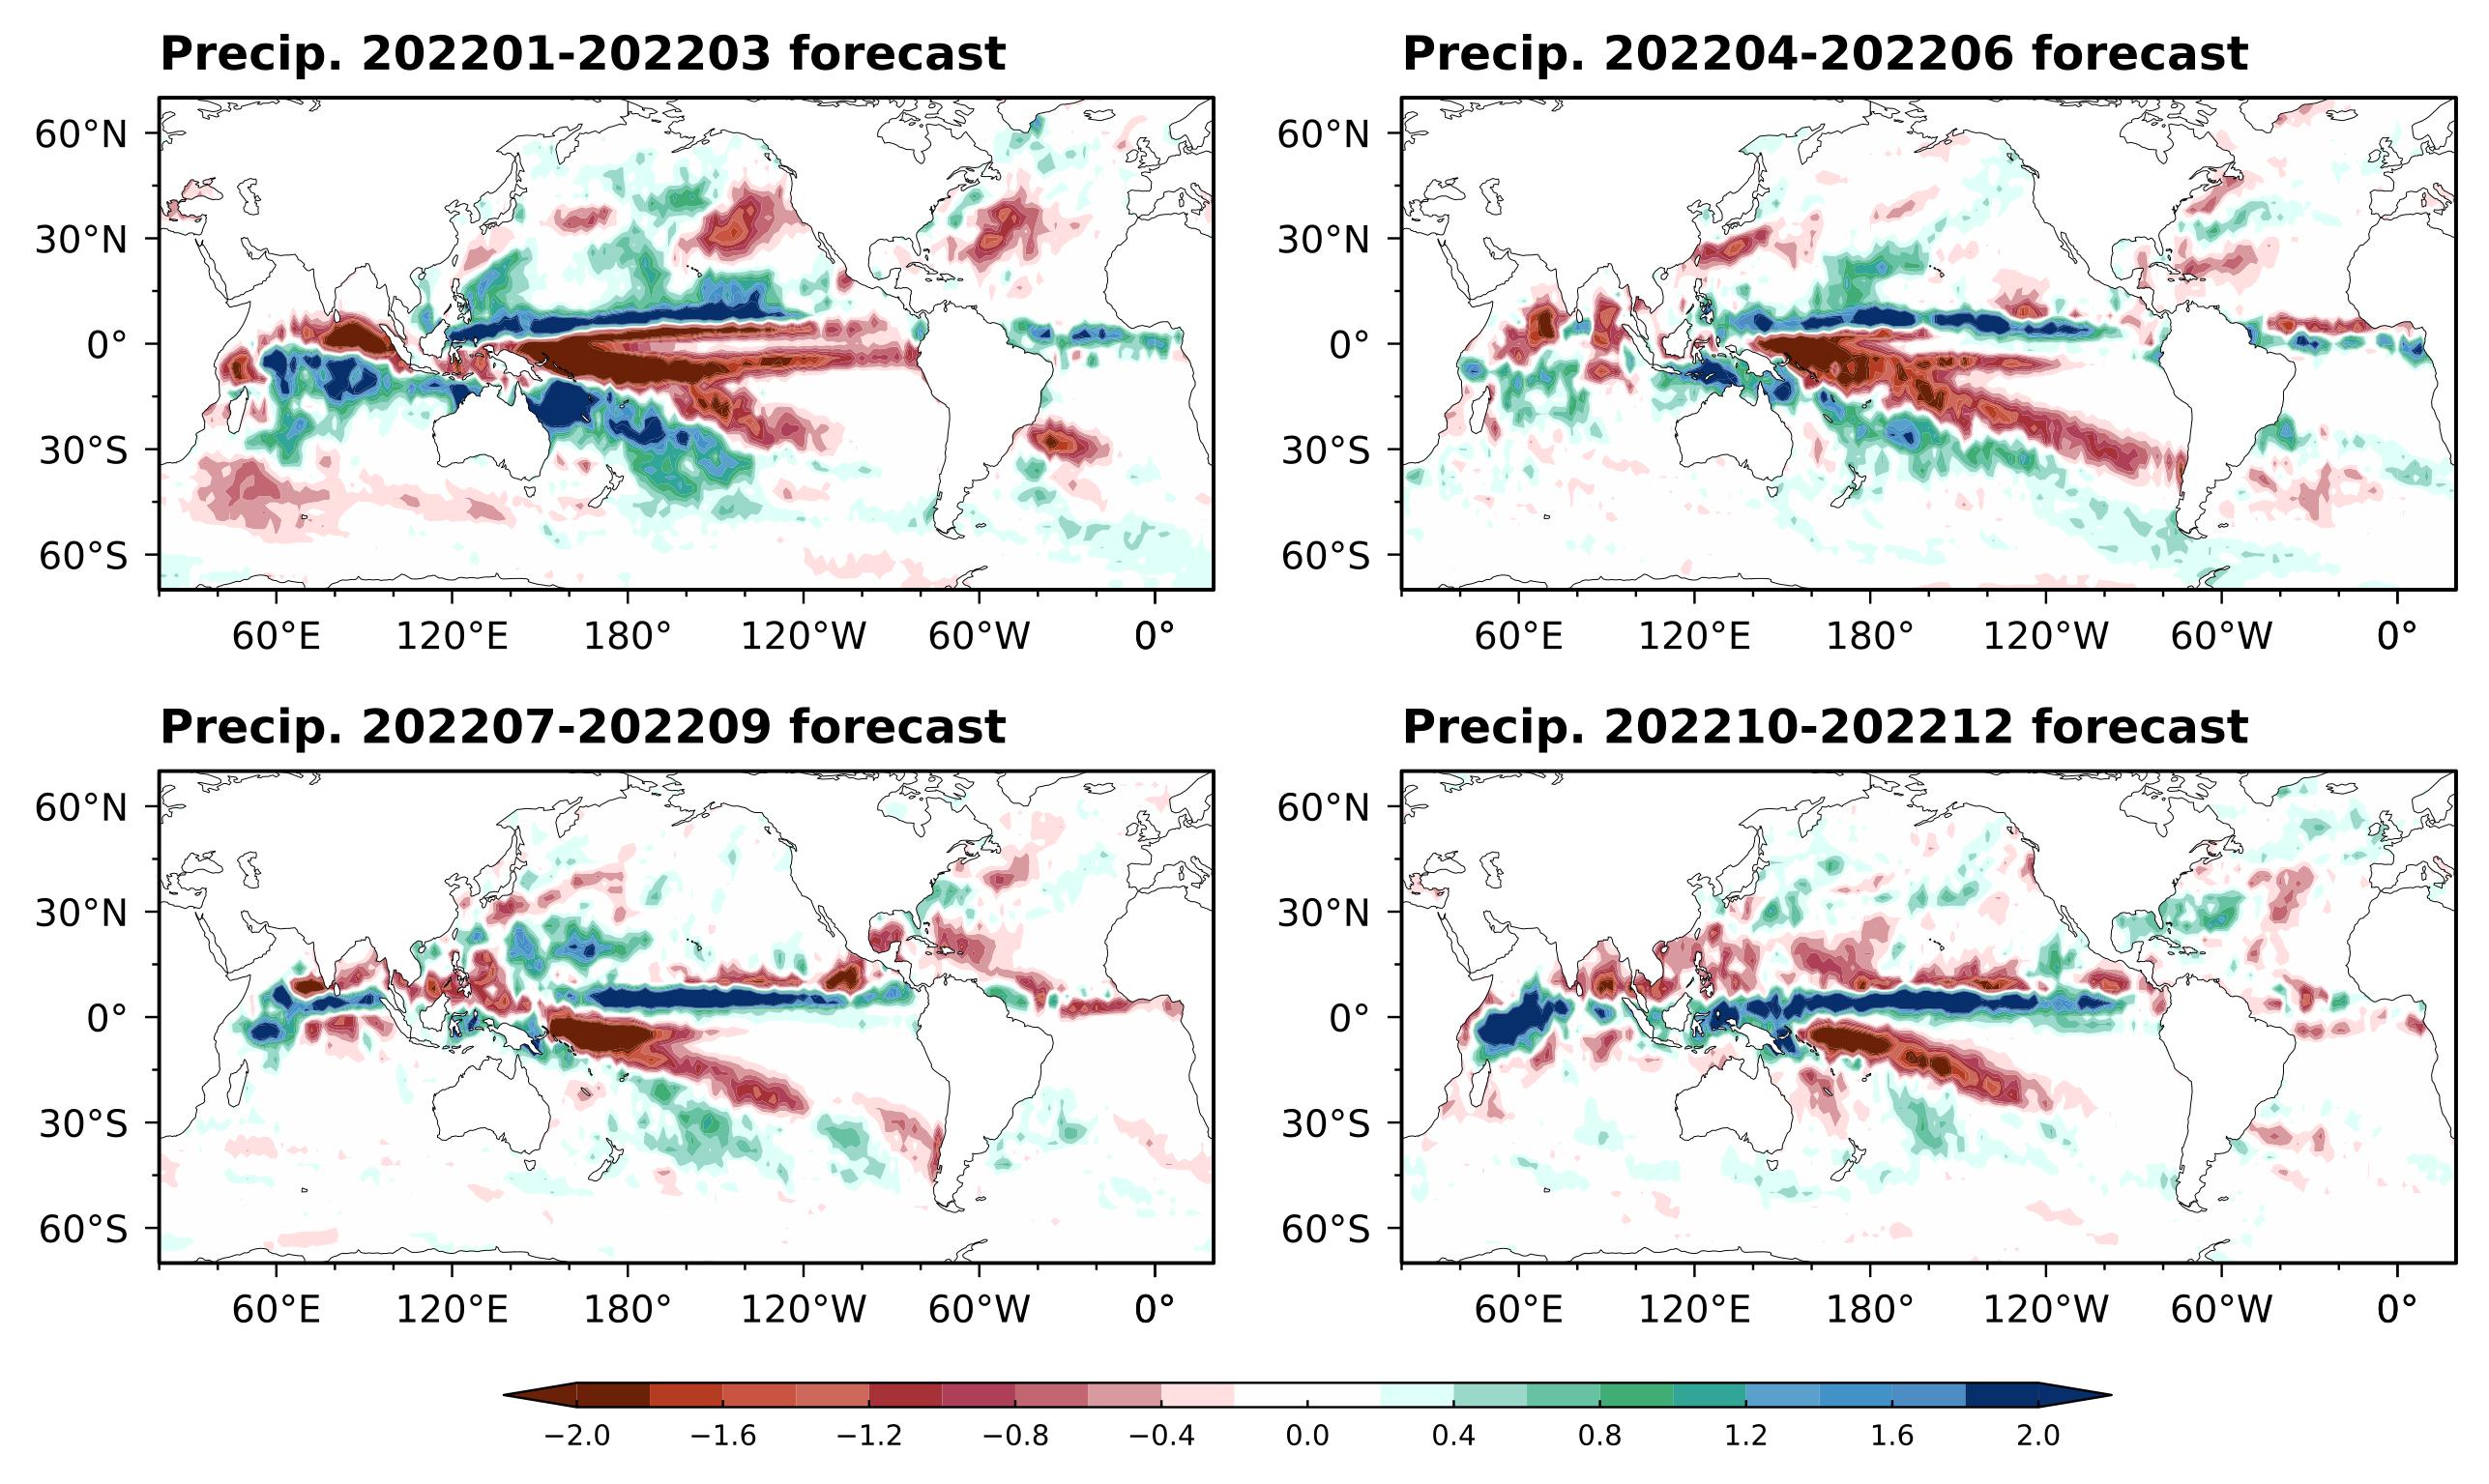 Precip. 202201-202203 forecast
Precip. 202204-202206 forecast
60°N
30°N
0°
30°S
60°S
60°E 120°E 180° 120°W 60°W 0°
60°N
30°N
0°
30°S
60°S
60°E 120°E 180° 120°W 60°W 0°
Precip. 202207-202209 forecast
Precip. 202210-202212 forecast
60°N
30°N
0°
30°S
60°S
60°E 120°E 180° 120°W 60°W 0°
60°N
30°N
0°
30°S
60°S
60°E 120°E 180° 120°W 60°W 0°
−2.0 −1.6 −1.2 −0.8 −0.4 0.0 0.4 0.8 1.2 1.6 2.0